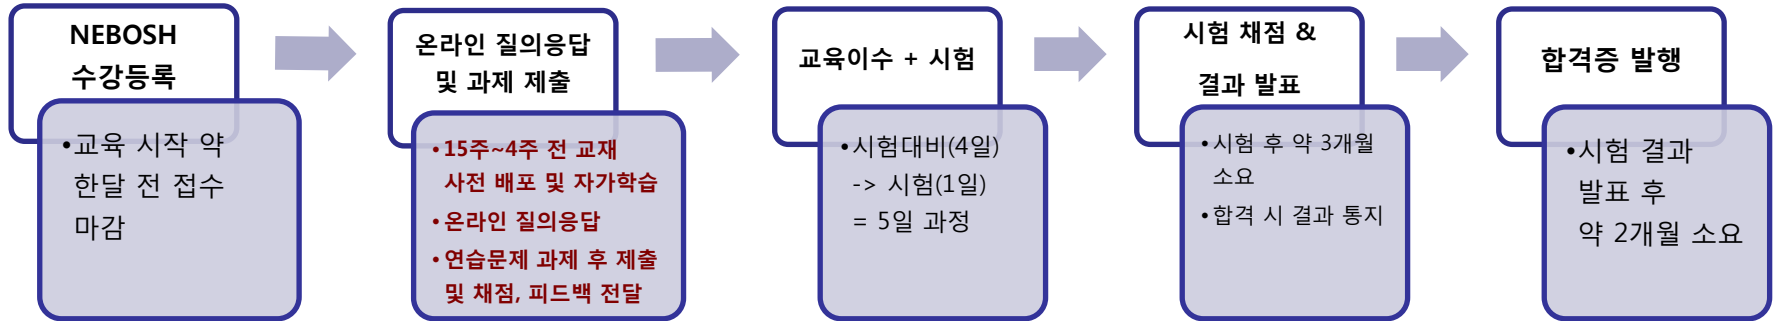 NEBOSH
수강등록
•교육 시작 약
한달 전 접수
마감
온라인 질의응답
및 과제 제출
•15주~4주 전 교재
사전 배포 및 자가학습
•온라인 질의응답
•연습문제 과제 후 제출
및 채점, 피드백 전달
교육이수 + 시험
•시험대비(4일)
-> 시험(1일)
= 5일 과정
시험 채점 &
결과 발표
•시험 후 약 3개월
소요
•합격 시 결과 통지
합격증 발행
•시험 결과
발표 후
약 2개월 소요